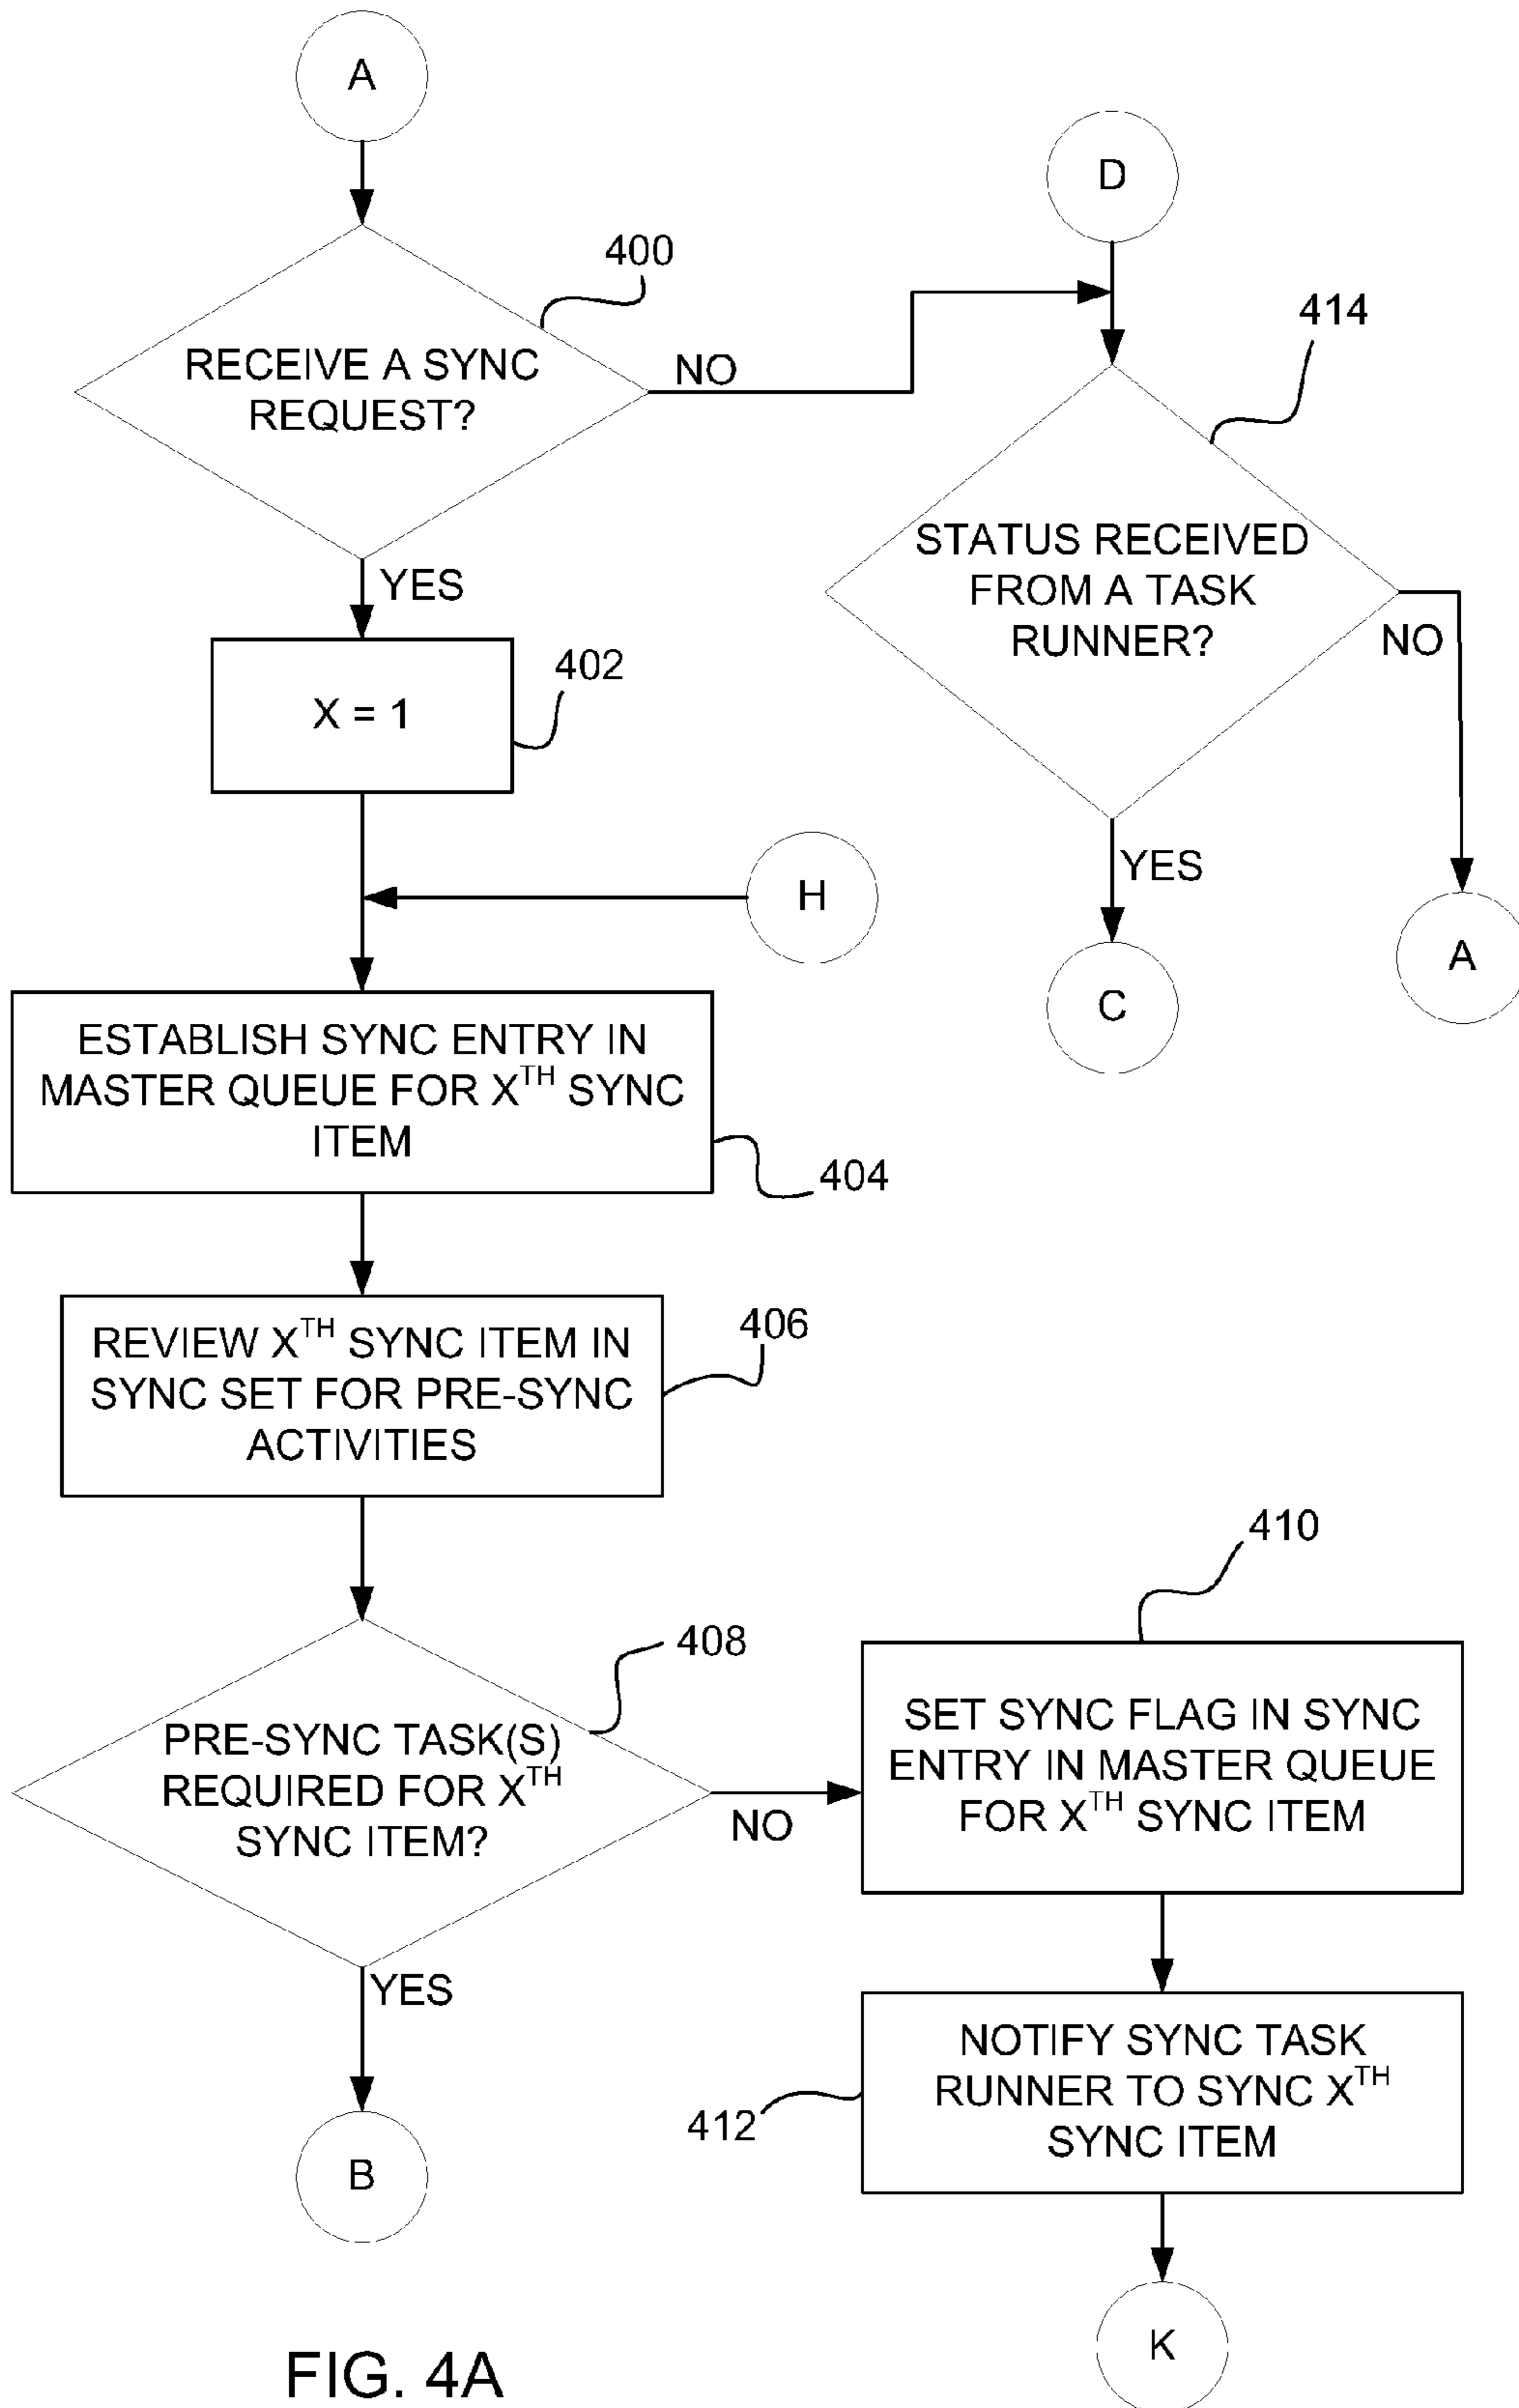 A
D
400
RECEIVE A SYNC
REQUEST?
NO
414
YES
STATUS RECEIVED
FROM A TASK
RUNNER?
NO
402
X = 1
YES
H
A
C
ESTABLISH SYNC ENTRY IN
MASTER QUEUE FOR XTH SYNC
ITEM
404
REVIEW XTH SYNC ITEM IN
SYNC SET FOR PRE-SYNC
ACTIVITIES
406
410
408
PRE-SYNC TASK(S)
REQUIRED FOR XTH
SYNC ITEM?
NO
SET SYNC FLAG IN SYNC
ENTRY IN MASTER QUEUE
FOR XTH SYNC ITEM
YES
NOTIFY SYNC TASK
RUNNER TO SYNC XTH
SYNC ITEM
412
B
K
FIG. 4A